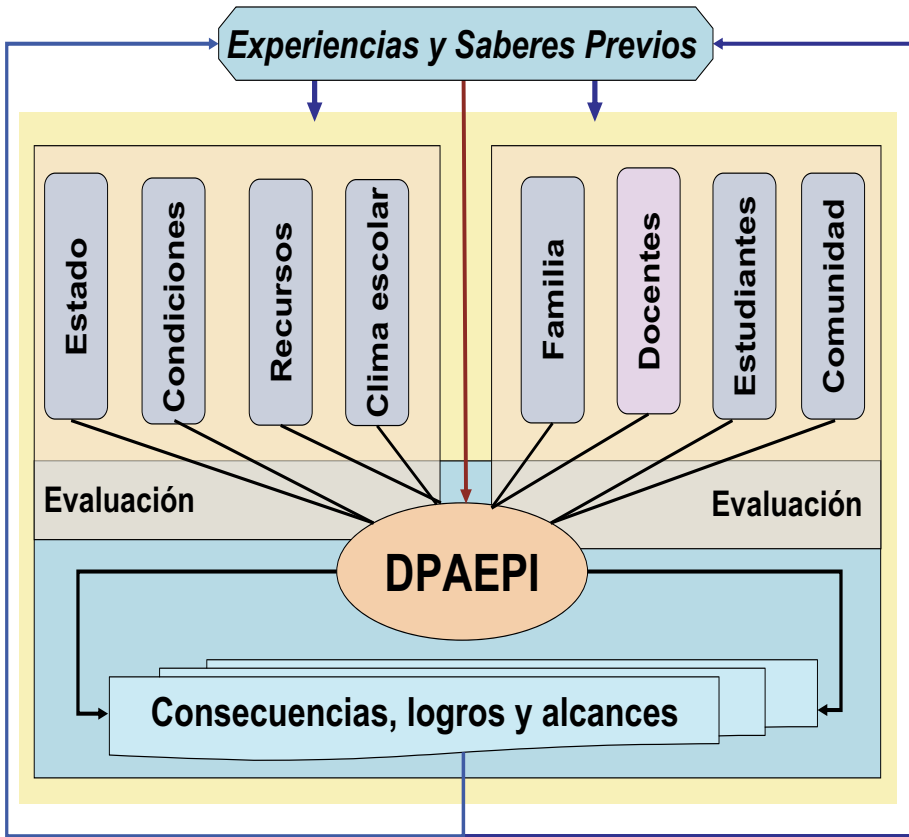 Experiencias y Saberes Previos
Estado
Condiciones
Recursos
Clima escolar
Familia
Docentes
Estudiantes
Comunidad
Evaluación
Evaluación
DPAEPI
Consecuencias, logros y alcances